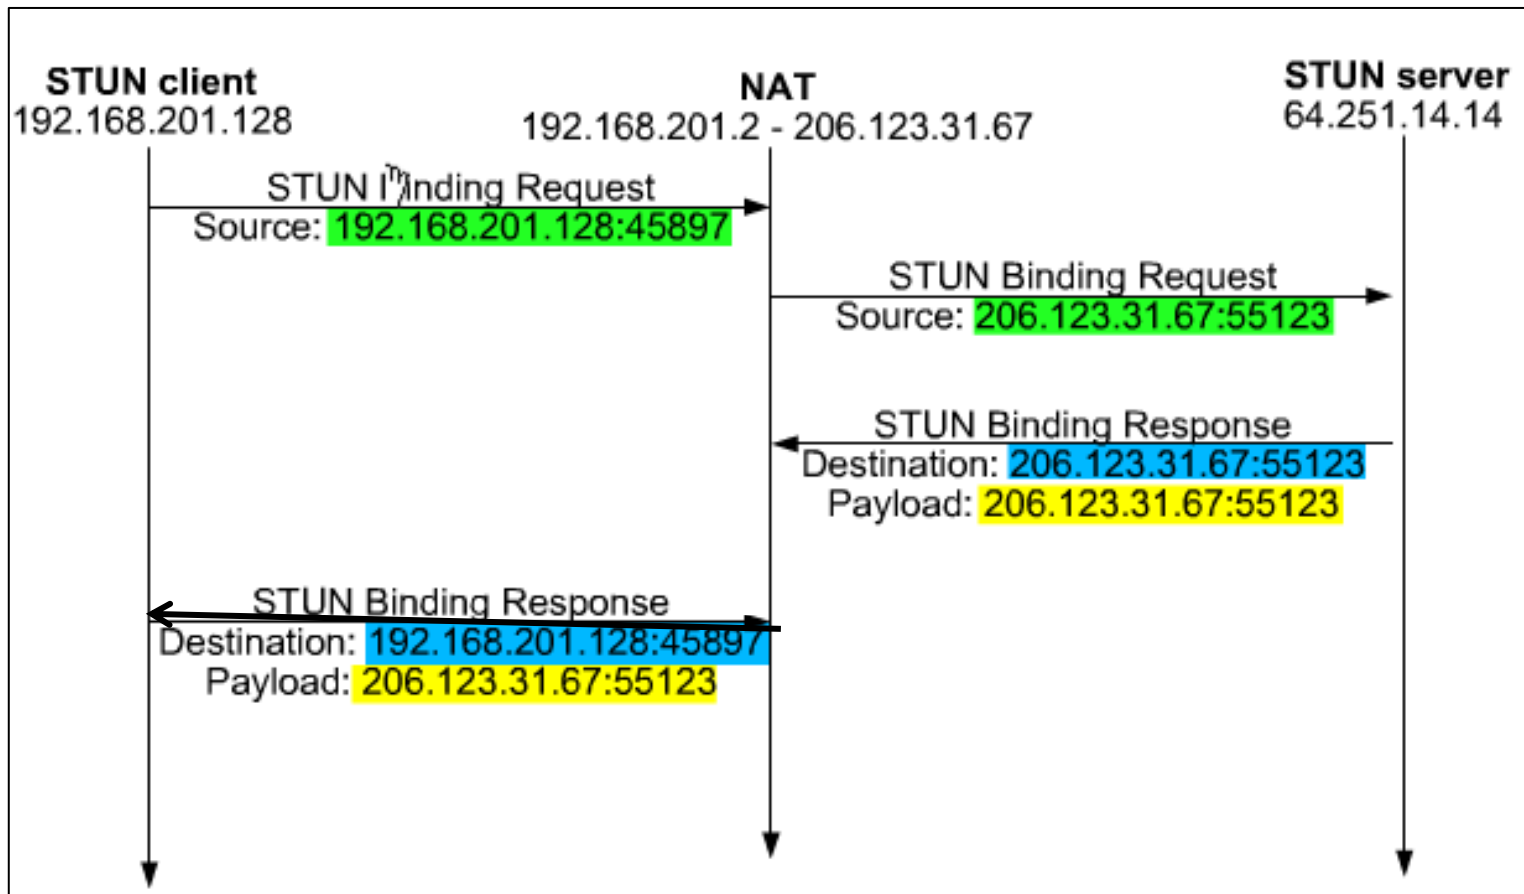 STUN client
192.168.201.128
NAT
192.168.201.2 - 206.123.31.67
STUN server
64.251.14.14
STUN Binding Request
Source: 192.168.201.128:45897
STUN Binding Request
Source: 206.123.31.67:55123
STUN Binding Response
Destination: 206.123.31.67:55123
Payload: 206.123.31.67:55123
STUN Binding Response
Destination: 192.168.201.128:45897
Payload: 206.123.31.67:55123